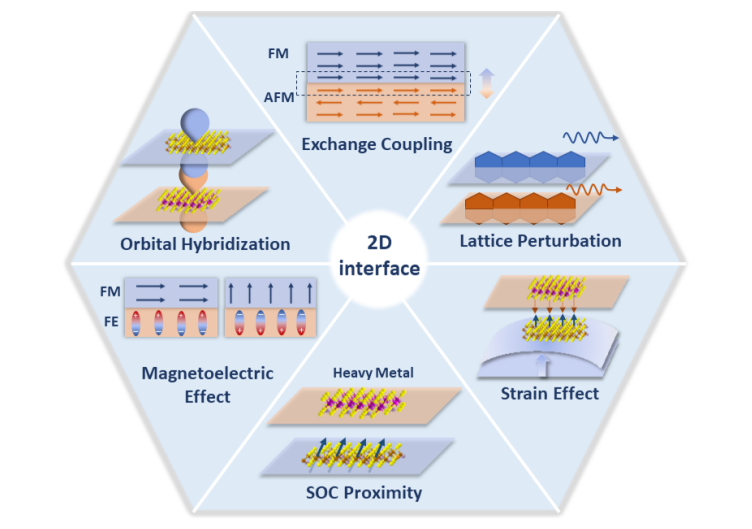 FM
AFM
Exchange Coupling
Orbital Hybridization
Lattice Perturbation
2D
interface
FM
FE
Magnetoelectric
Effect
Strain Effect
Heavy Metal
SOC Proximity